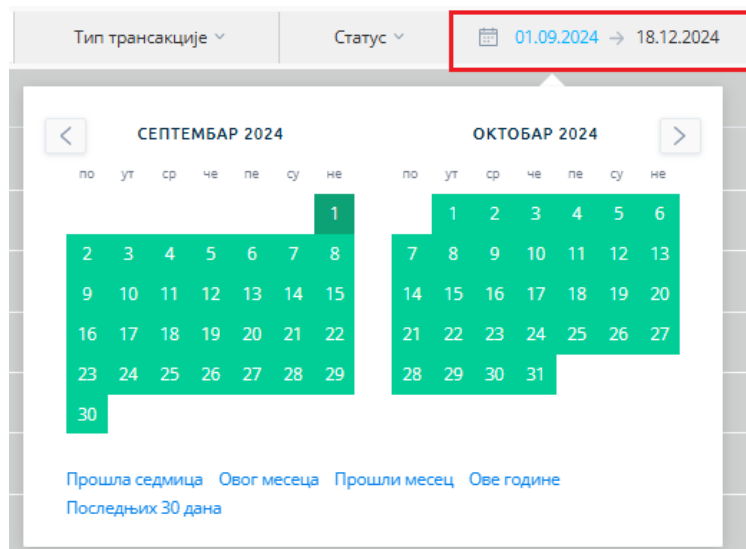 Тип трансакције Статус 01.09.2024 → 18.12.2024
СЕПТЕМБАР 2024 ОКТОБАР 2024
по ут ср че пе су не по ут ср че пе су не
1 1 2 3 4 5 6
2 3 4 5 6 7 8 7 8 9 10 11 12 13
9 10 11 12 13 14 15 14 15 16 17 18 19 20
16 17 18 19 20 21 22 21 22 23 24 25 26 27
23 24 25 26 27 28 29 28 29 30 31
30
Прошла седмица Овог месеца Прошли месец Ове године
Последњих 30 дана